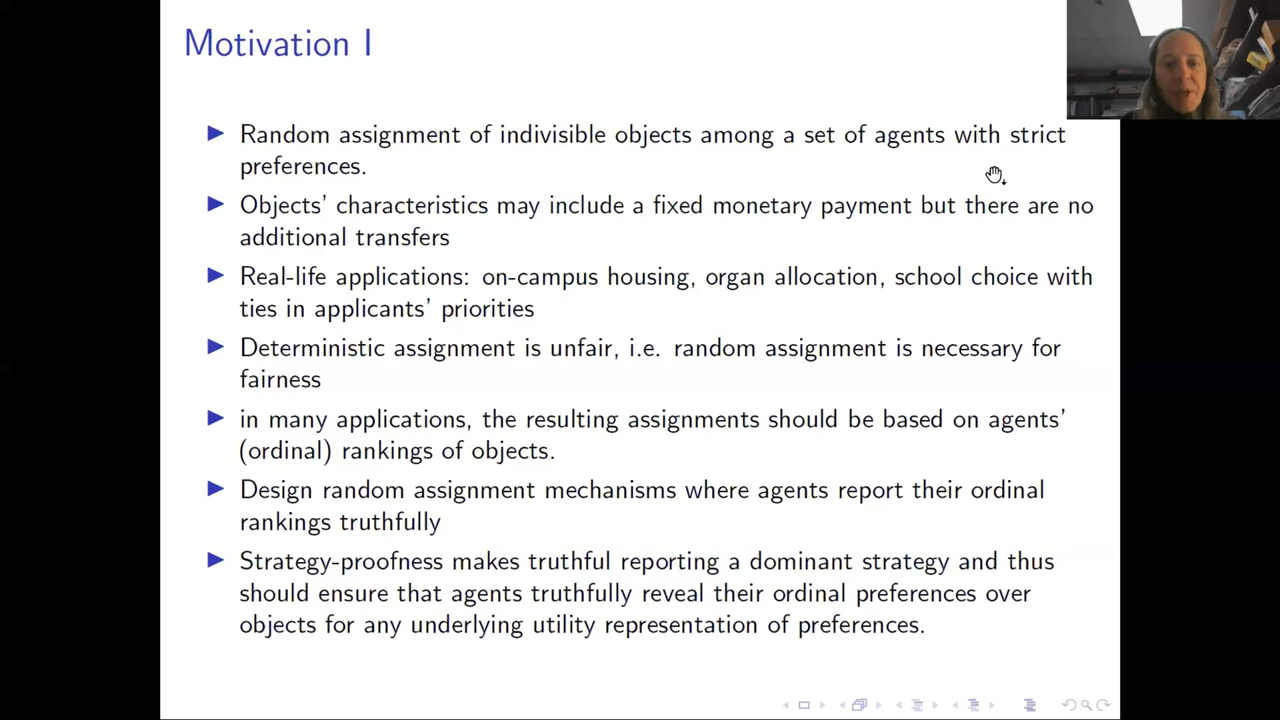 Motivation I
Random assignment of indivisible objects among a set of agents with strict
preferences.
Objects' characteristics may include a fixed monetary payment but there are no
additional transfers
Real-life applications: on-campus housing, organ allocation, school choice with
ties in applicants' priorities
Deterministic assignment is unfair, i.e. random assignment is necessary for
fairness
in many applications, the resulting assignments should be based on agents'
(ordinal) rankings of objects.
Design random assignment mechanisms where agents report their ordinal
rankings truthfully
Strategy-proofness makes truthful reporting a dominant strategy and thus
should ensure that agents truthfully reveal their ordinal preferences over
objects for any underlying utility representation of preferences.